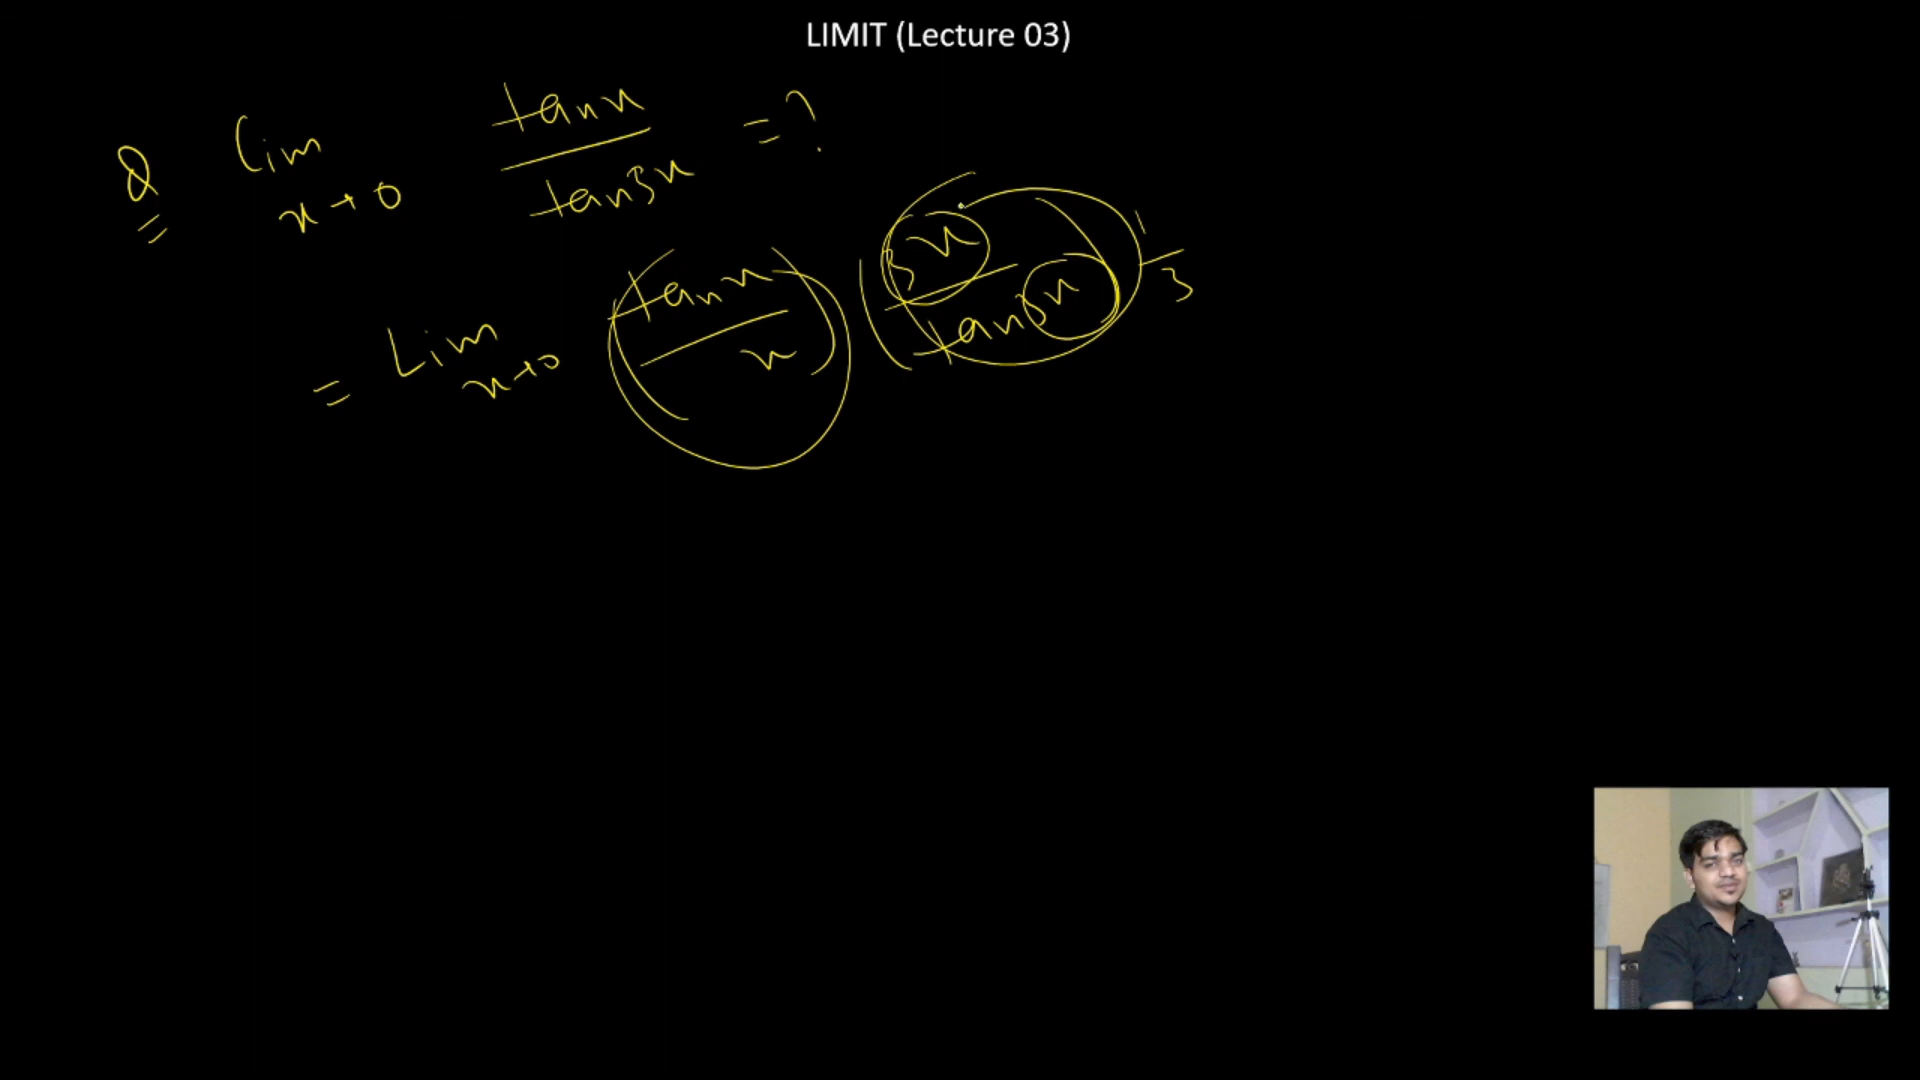 LIMIT (Lecture 03)
Q lim x→0 tanx / tan3x = ?
= Lim x→0 (tanx / x) (3x / tan3x) 1/3